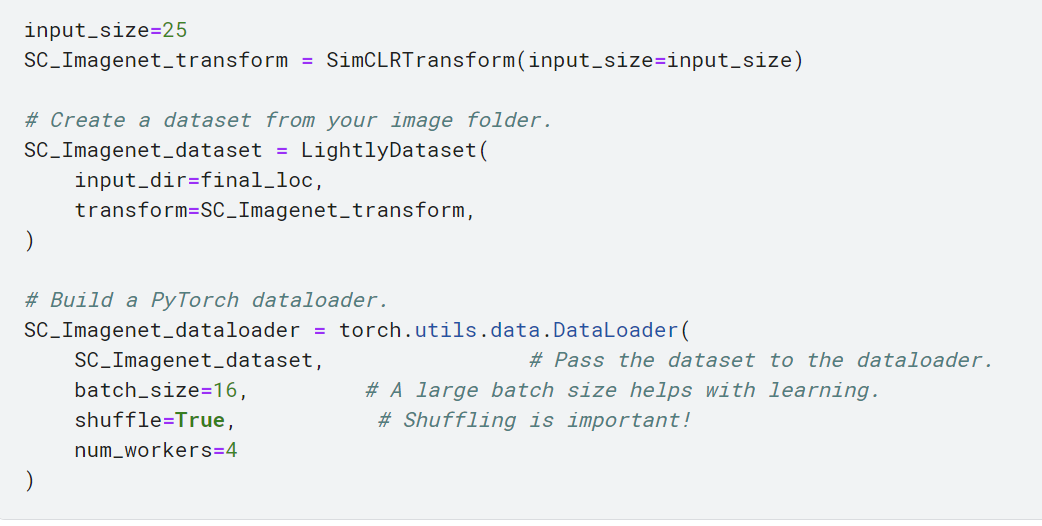 input_size=25
SC_Imagenet_transform = SimCLRTransform(input_size=input_size)
# Create a dataset from your image folder.
SC_Imagenet_dataset = LightlyDataset(
    input_dir=final_loc,
    transform=SC_Imagenet_transform,
)
# Build a PyTorch dataloader.
SC_Imagenet_dataloader = torch.utils.data.DataLoader(
    SC_Imagenet_dataset,                # Pass the dataset to the dataloader.
    batch_size=16,         # A large batch size helps with learning.
    shuffle=True,           # Shuffling is important!
    num_workers=4
)